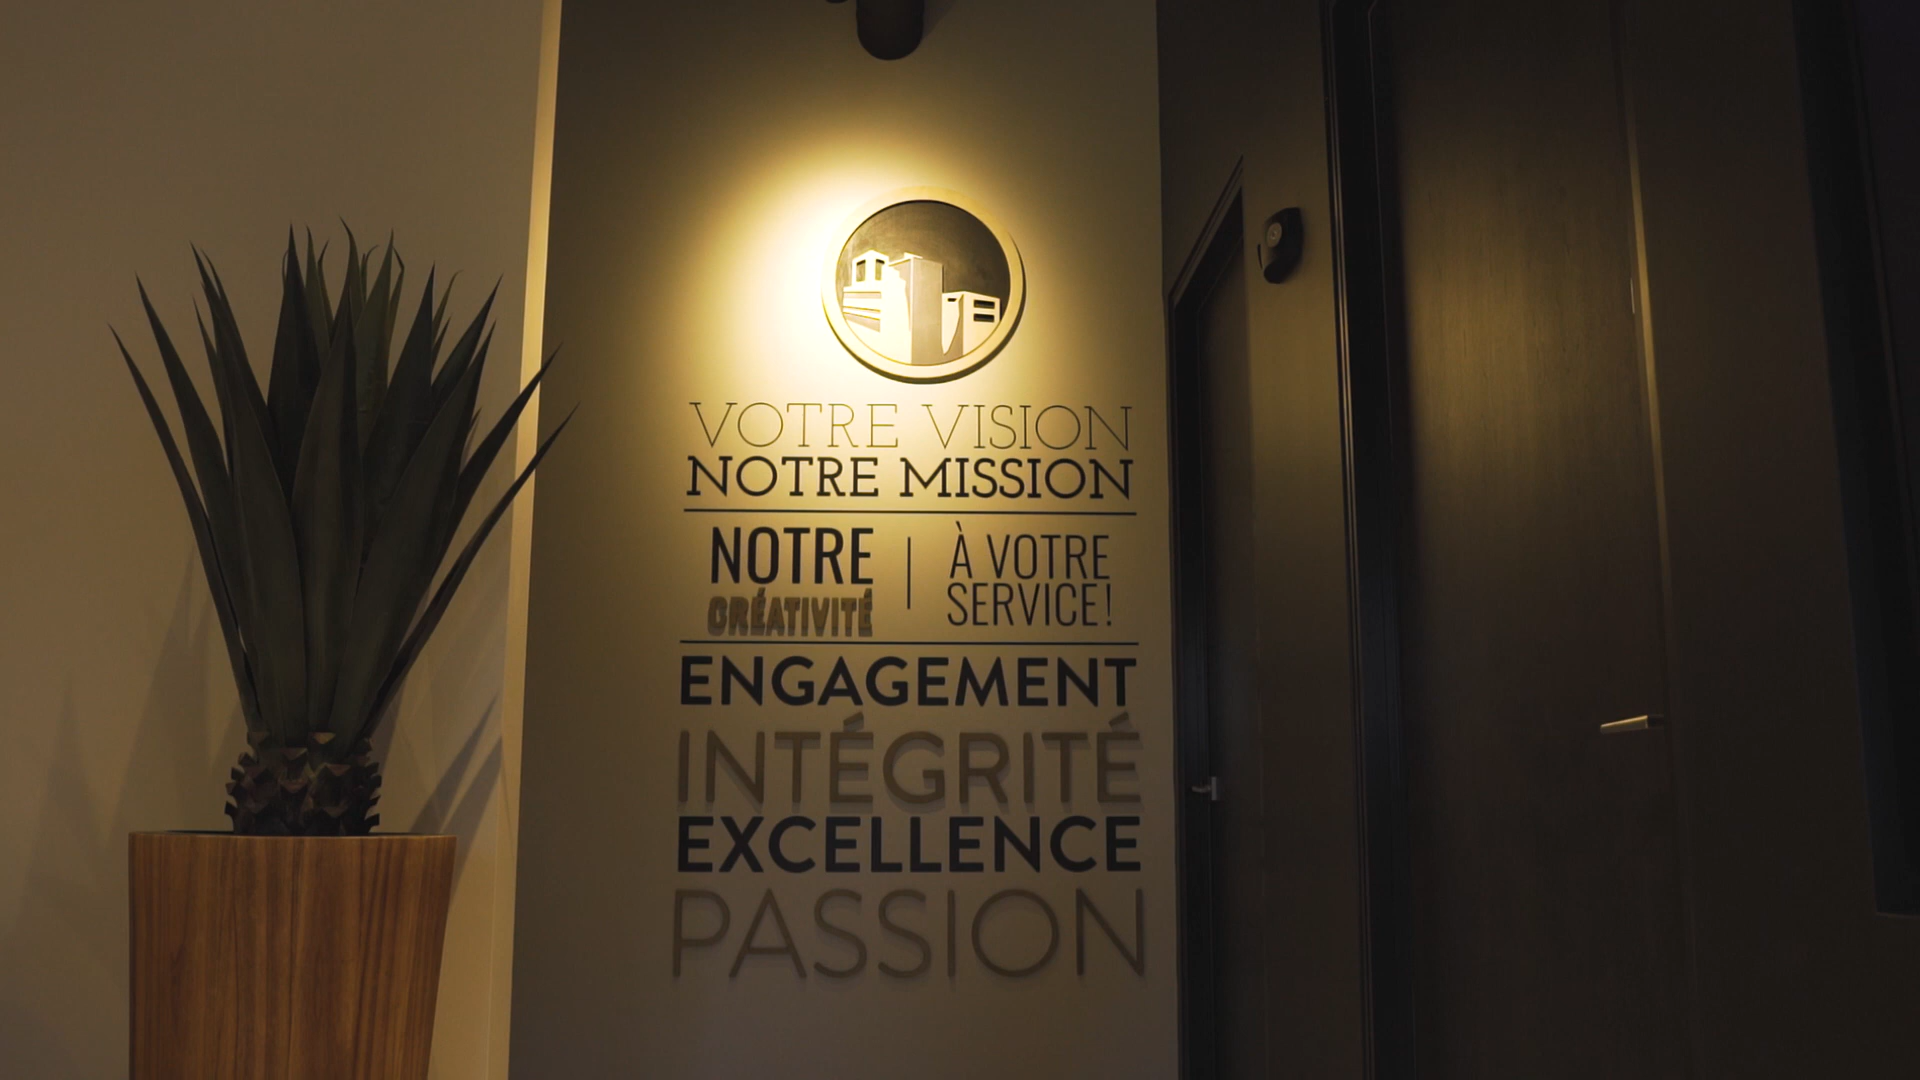 VOTRE VISION
NOTRE MISSION
NOTRE
CRÉATIVITÉ
À VOTRE
SERVICE!
ENGAGEMENT
INTÉGRITÉ
EXCELLENCE
PASSION